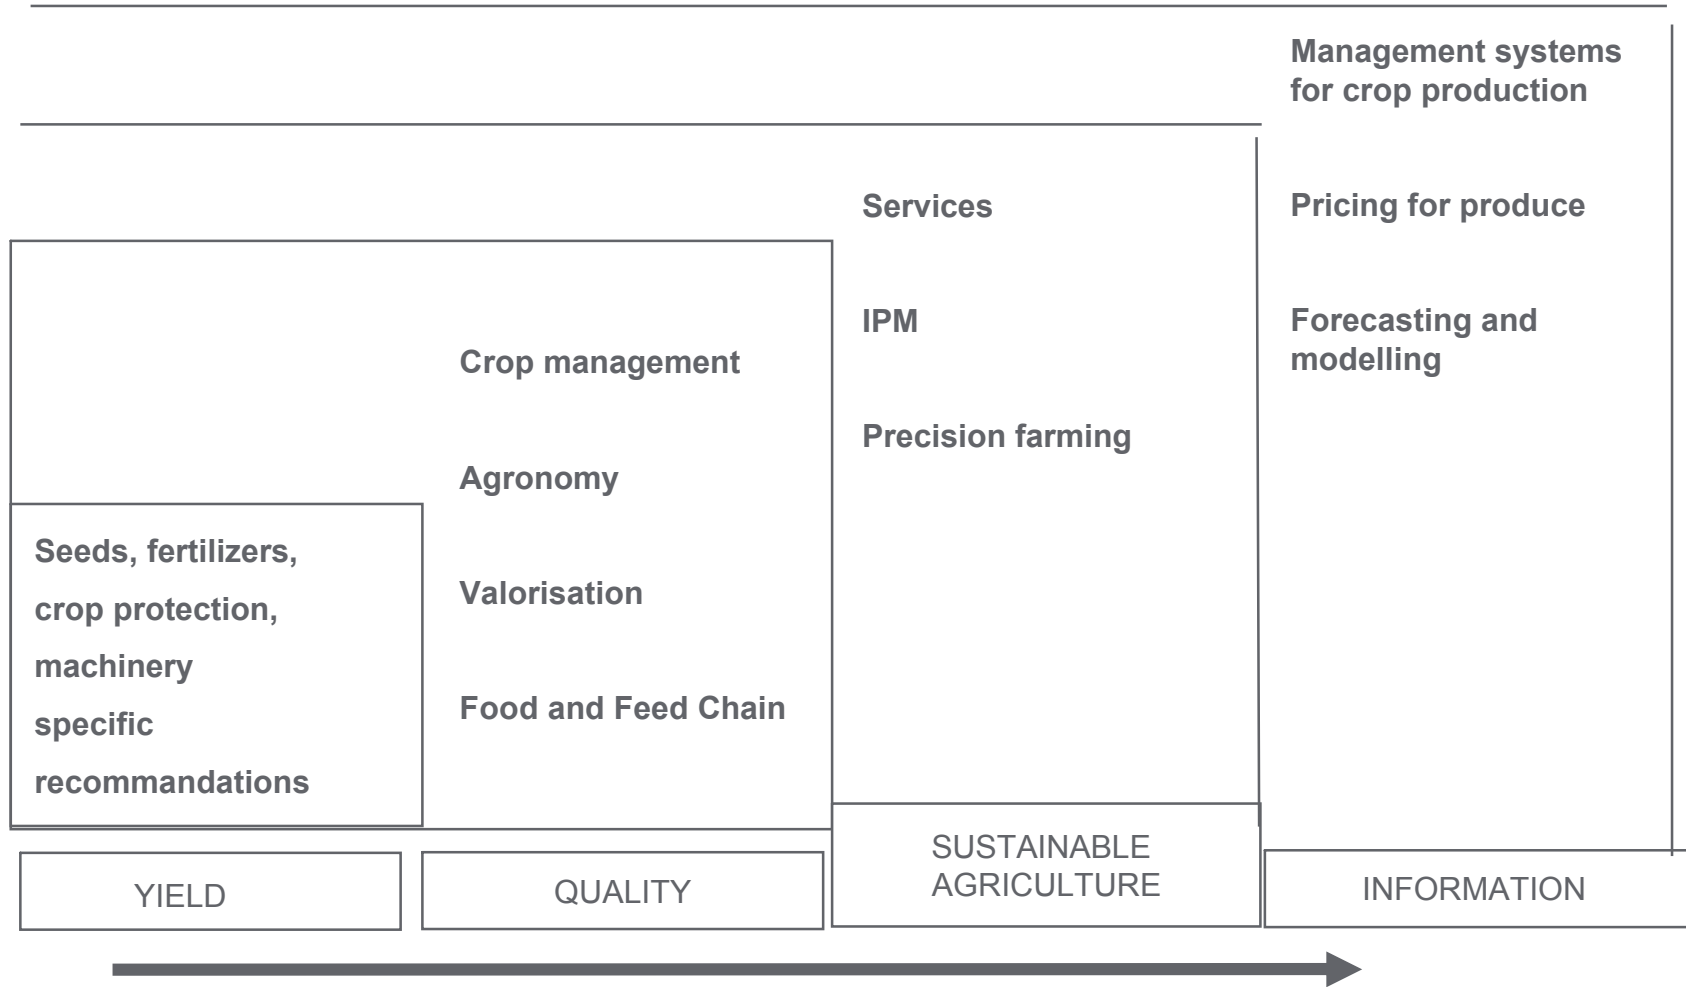 Management systems
for crop production
Services
Pricing for produce
IPM
Forecasting and
modelling
Crop management
Precision farming
Agronomy
Seeds, fertilizers,
crop protection,
machinery
specific
recommandations
Valorisation
Food and Feed Chain
YIELD
QUALITY
SUSTAINABLE
AGRICULTURE
INFORMATION